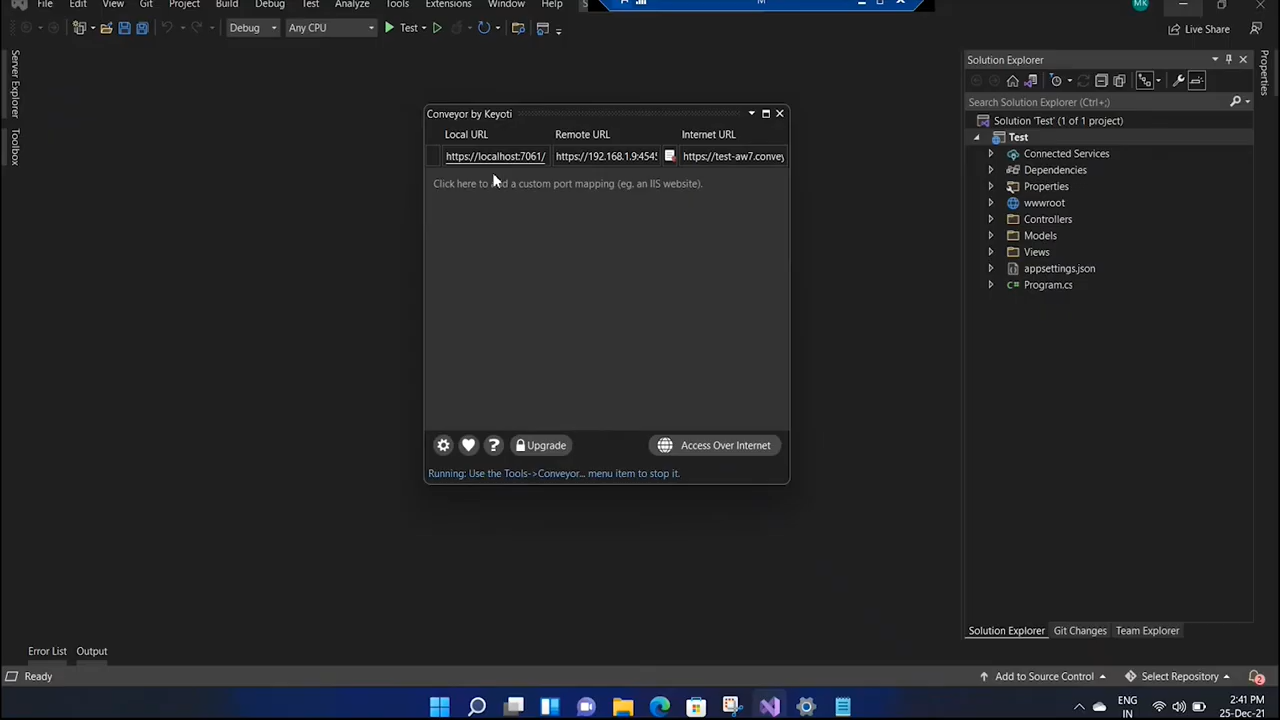 File Edit View Git Project Build Debug Test Analyze Tools Extensions Window Help
MK
Debug Any CPU Test Live Share
Server Explorer
Toolbox
Conveyor by Keyoti
Local URL Remote URL Internet URL
https://localhost:7061/ https://192.168.1.9:4545 https://test-aw7.convey
Click here to add a custom port mapping (eg. an IIS website).
Upgrade Access Over Internet
Running: Use the Tools->Conveyor... menu item to stop it.
Solution Explorer
Search Solution Explorer (Ctrl+;)
Solution 'Test' (1 of 1 project)
Test
Connected Services
Dependencies
Properties
wwwroot
Controllers
Models
Views
appsettings.json
Program.cs
Properties
Solution Explorer Git Changes Team Explorer
Error List Output
Ready Add to Source Control Select Repository 2
ENG
IN
2:41 PM
25-Dec-21